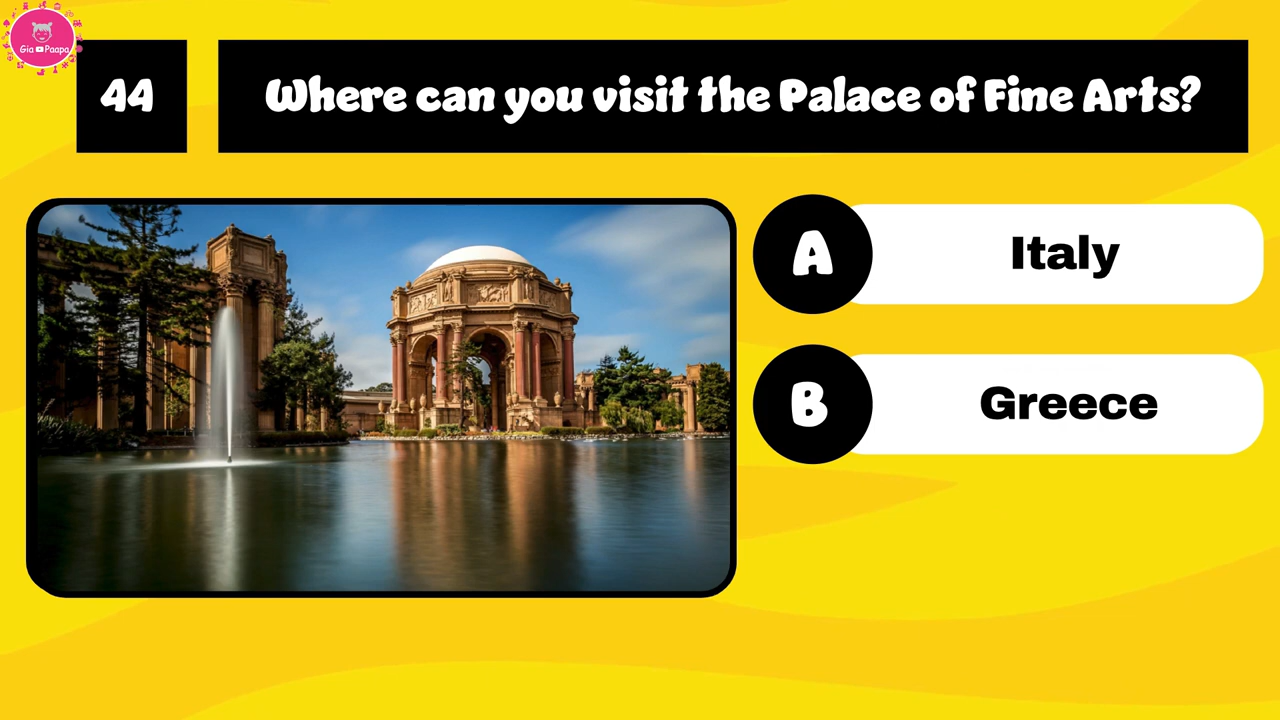 Gia Paapa
44
Where can you visit the Palace of Fine Arts?
A
Italy
B
Greece